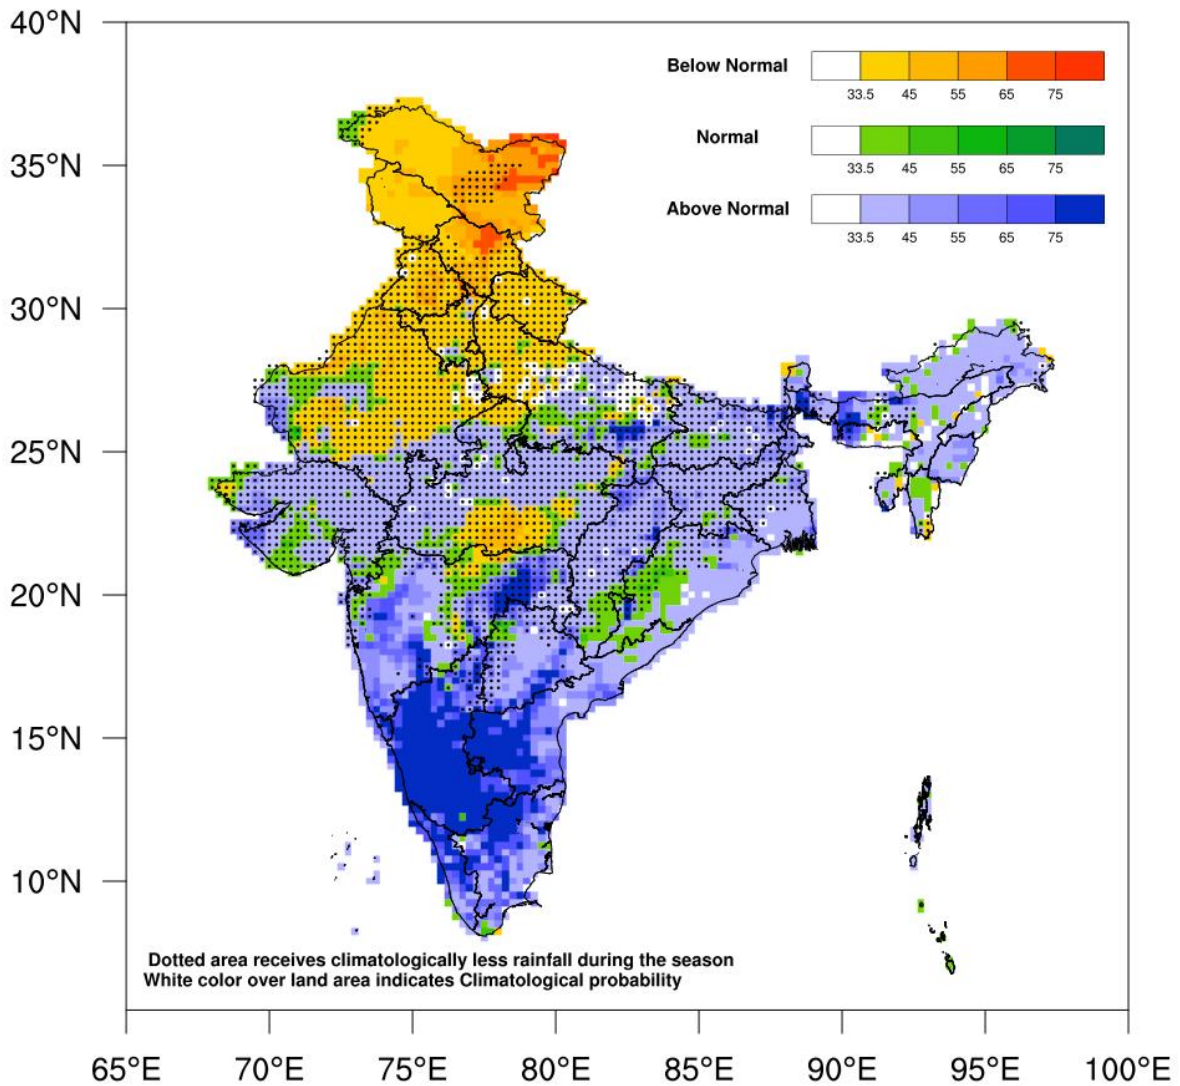 40°N
35°N
30°N
25°N
20°N
15°N
10°N
Below Normal
33.5 45 55 65 75
Normal
33.5 45 55 65 75
Above Normal
33.5 45 55 65 75
Dotted area receives climatologically less rainfall during the season
White color over land area indicates Climatological probability
65°E 70°E 75°E 80°E 85°E 90°E 95°E 100°E